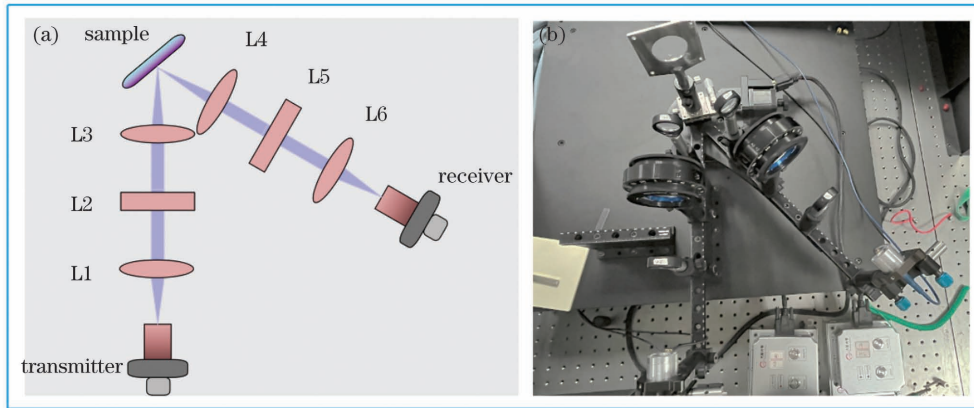 (a)
sample
L4
L5
L3
L6
L2
receiver
L1
transmitter
(b)